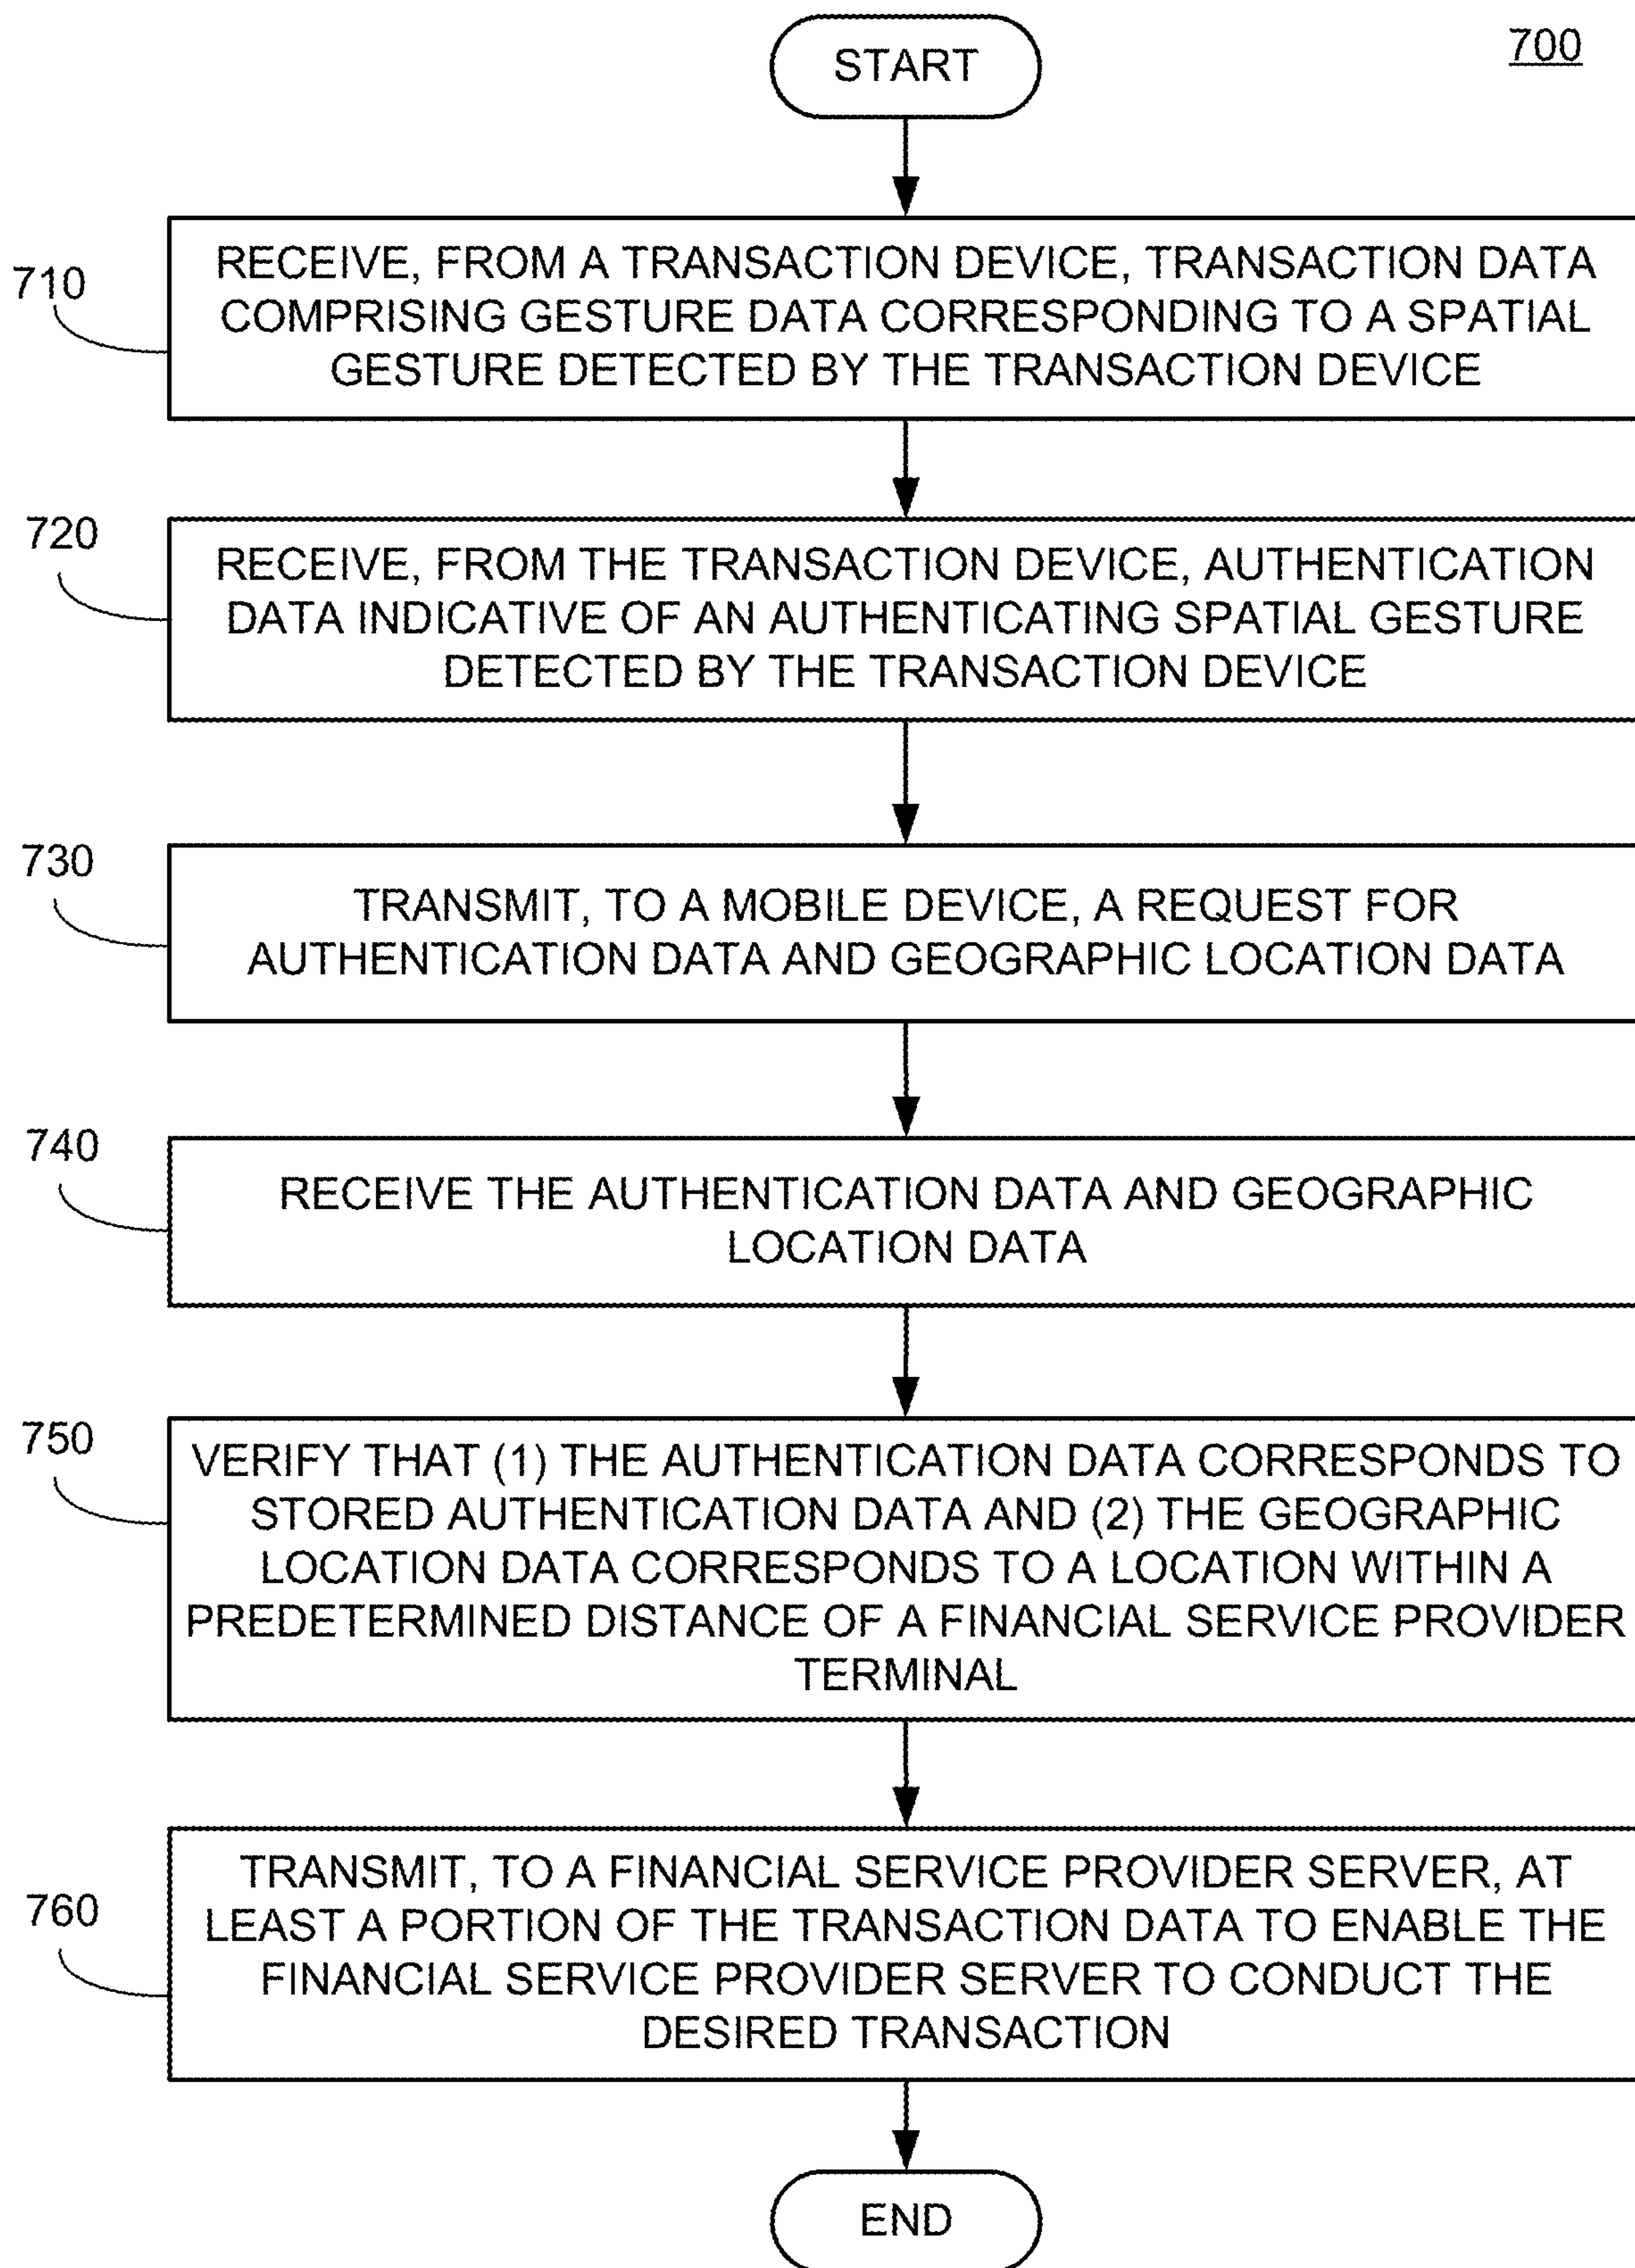 START
700
710
RECEIVE, FROM A TRANSACTION DEVICE, TRANSACTION DATA
COMPRISING GESTURE DATA CORRESPONDING TO A SPATIAL
GESTURE DETECTED BY THE TRANSACTION DEVICE
720
RECEIVE, FROM THE TRANSACTION DEVICE, AUTHENTICATION
DATA INDICATIVE OF AN AUTHENTICATING SPATIAL GESTURE
DETECTED BY THE TRANSACTION DEVICE
730
TRANSMIT, TO A MOBILE DEVICE, A REQUEST FOR
AUTHENTICATION DATA AND GEOGRAPHIC LOCATION DATA
740
RECEIVE THE AUTHENTICATION DATA AND GEOGRAPHIC
LOCATION DATA
750
VERIFY THAT (1) THE AUTHENTICATION DATA CORRESPONDS TO
STORED AUTHENTICATION DATA AND (2) THE GEOGRAPHIC
LOCATION DATA CORRESPONDS TO A LOCATION WITHIN A
PREDETERMINED DISTANCE OF A FINANCIAL SERVICE PROVIDER
TERMINAL
760
TRANSMIT, TO A FINANCIAL SERVICE PROVIDER SERVER, AT
LEAST A PORTION OF THE TRANSACTION DATA TO ENABLE THE
FINANCIAL SERVICE PROVIDER SERVER TO CONDUCT THE
DESIRED TRANSACTION
END